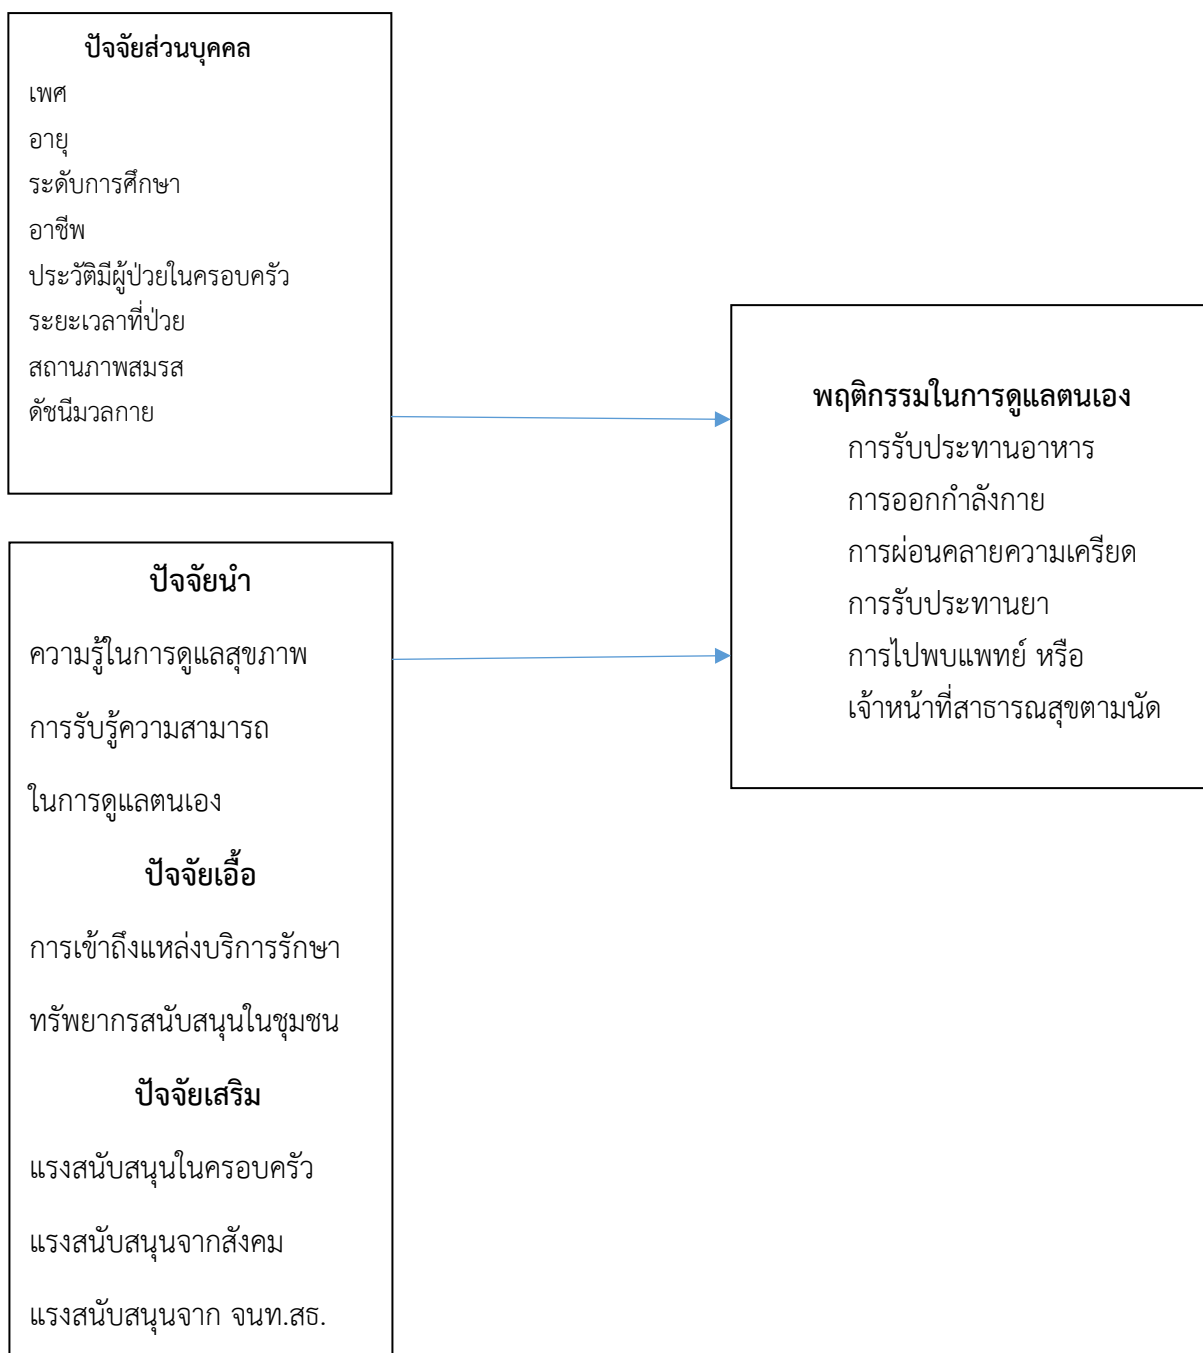 ปัจจัยส่วนบุคคล
เพศ
อายุ
ระดับการศึกษา
อาชีพ
ประวัติมีผู้ป่วยในครอบครัว
ระยะเวลาที่ป่วย
สถานภาพสมรส
ดัชนีมวลกาย
ปัจจัยนำ
ความรู้ในการดูแลสุขภาพ
การรับรู้ความสามารถ
ในการดูแลตนเอง
ปัจจัยเอื้อ
การเข้าถึงแหล่งบริการรักษา
ทรัพยากรสนับสนุนในชุมชน
ปัจจัยเสริม
แรงสนับสนุนในครอบครัว
แรงสนับสนุนจากสังคม
แรงสนับสนุนจาก จนท.สธ.
พฤติกรรมในการดูแลตนเอง
การรับประทานอาหาร
การออกกำลังกาย
การผ่อนคลายความเครียด
การรับประทานยา
การไปพบแพทย์ หรือ
เจ้าหน้าที่สาธารณสุขตามนัด